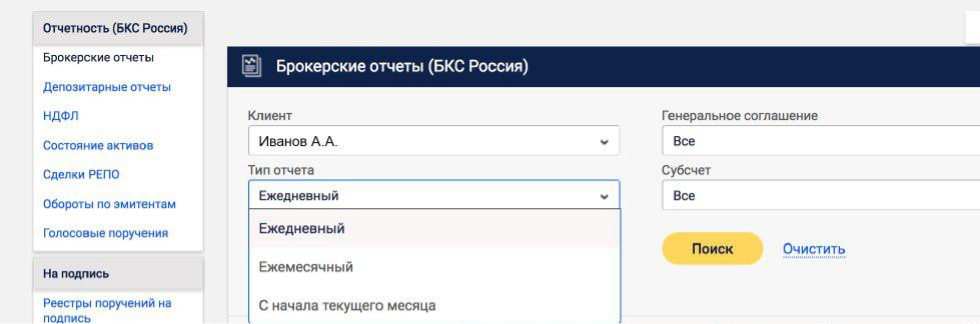 Отчетность (БКС Россия)
Брокерские отчеты
Депозитарные отчеты
НДФЛ
Состояние активов
Сделки РЕПО
Обороты по эмитентам
Голосовые поручения
На подпись
Реестры поручений на
подпись
Брокерские отчеты (БКС Россия)
Клиент
Иванов А.А.
Тип отчета
Ежедневный
Ежедневный
Ежемесячный
С начала текущего месяца
Генеральное соглашение
Все
Субсчет
Все
Поиск
Очистить